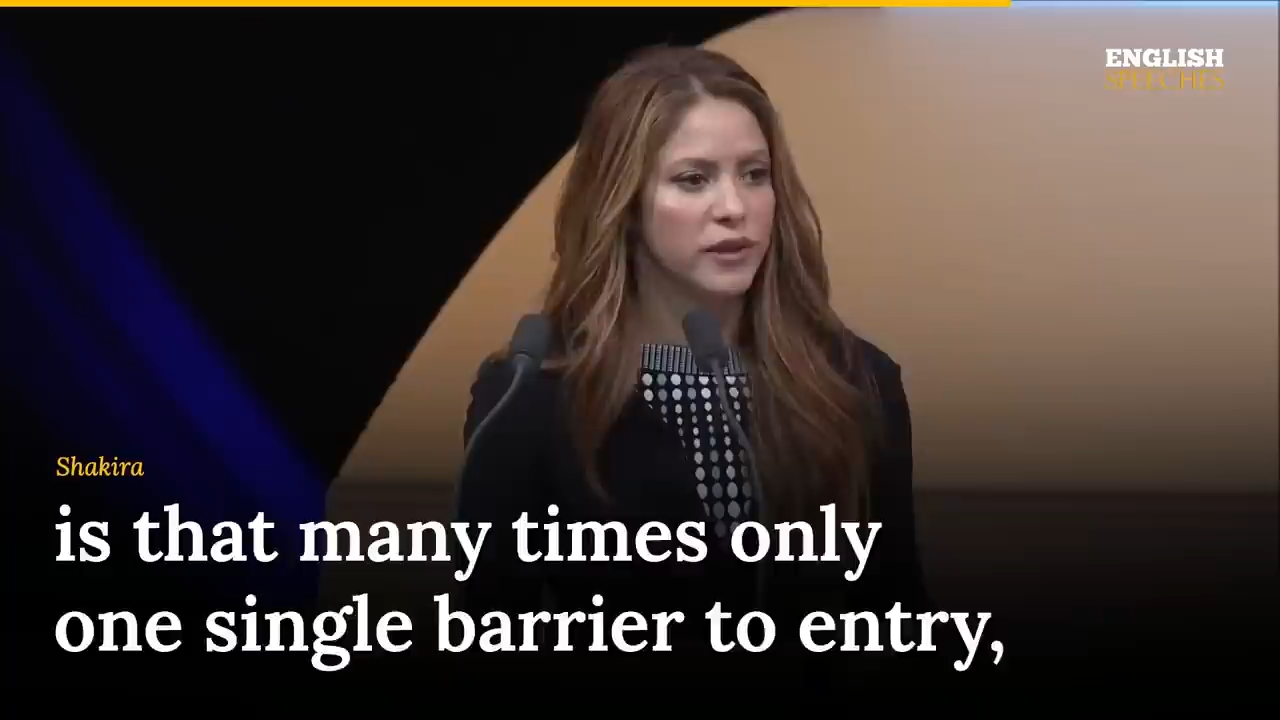 ENGLISH
SPEECHES
Shakira
is that many times only
one single barrier to entry,